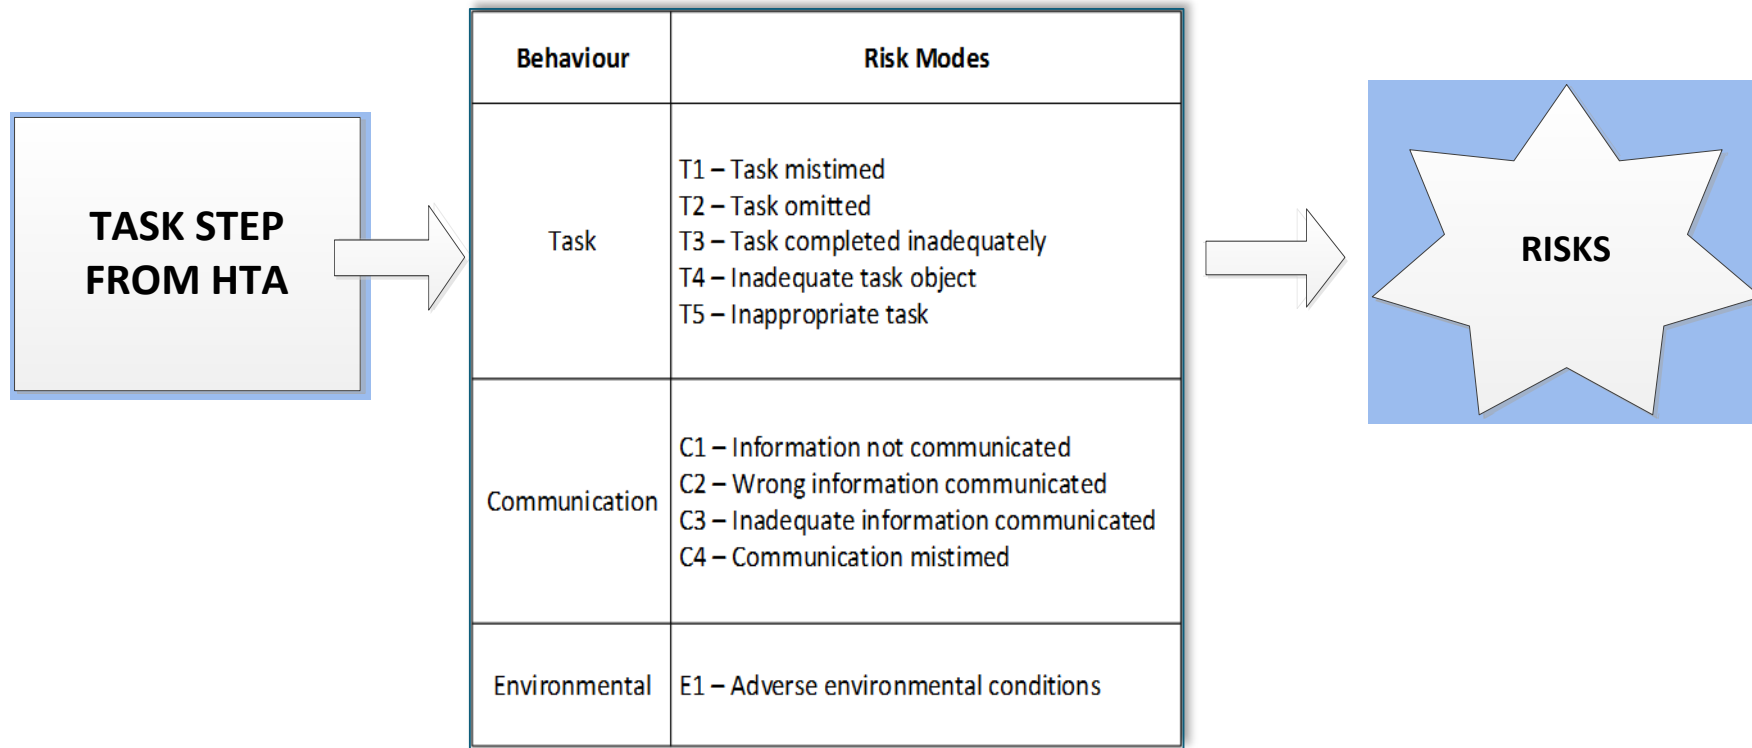 TASK STEP
FROM HTA
Behaviour
Risk Modes
Task
T1 – Task mistimed
T2 – Task omitted
T3 – Task completed inadequately
T4 – Inadequate task object
T5 – Inappropriate task
Communication
C1 – Information not communicated
C2 – Wrong information communicated
C3 – Inadequate information communicated
C4 – Communication mistimed
Environmental
E1 – Adverse environmental conditions
RISKS